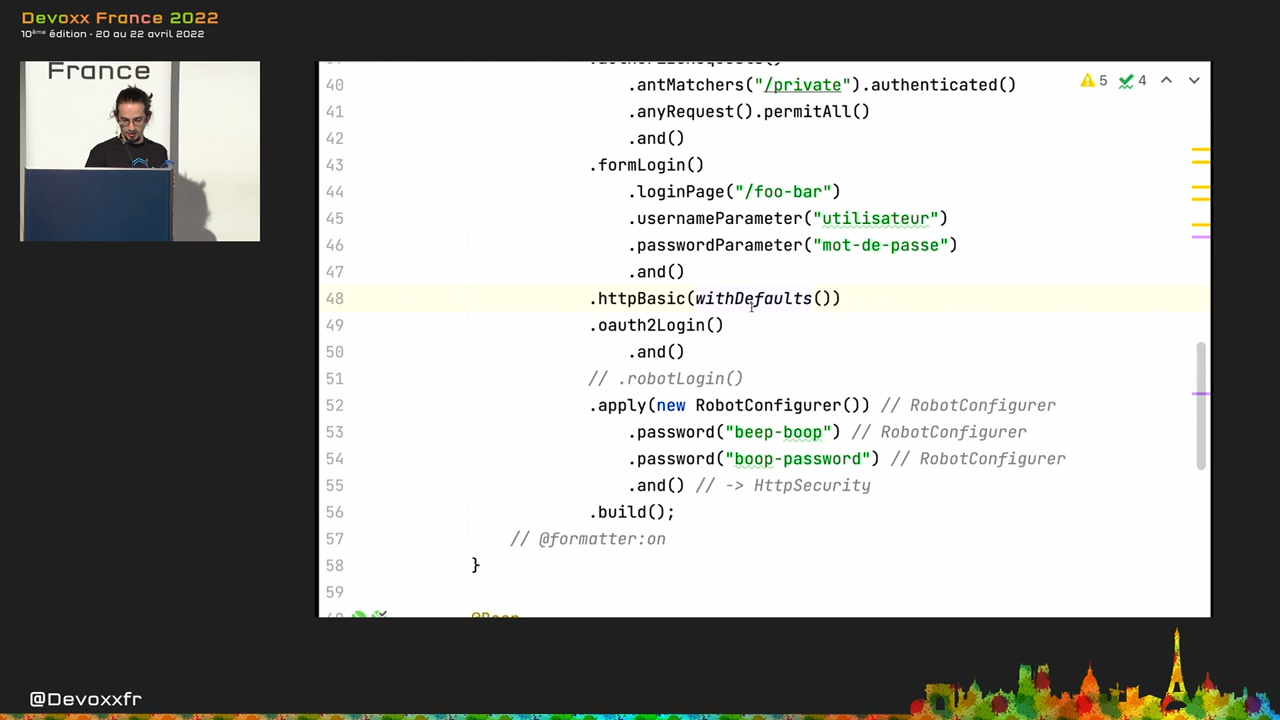 Devoxx France 2022
10ème édition - 20 au 22 avril 2022
France
40 .antMatchers("/private").authenticated()
5 4
41 .anyRequest().permitAll()
42 .and()
43 .formLogin()
44 .loginPage("/foo-bar")
45 .usernameParameter("utilisateur")
46 .passwordParameter("mot-de-passe")
47 .and()
48 .httpBasic(withDefaults())
49 .oauth2Login()
50 .and()
51 // .robotLogin()
52 .apply(new RobotConfigurer()) // RobotConfigurer
53 .password("beep-boop") // RobotConfigurer
54 .password("boop-password") // RobotConfigurer
55 .and() // -> HttpSecurity
56 .build();
57 // @formatter:on
58 }
59
@Devoxxfr